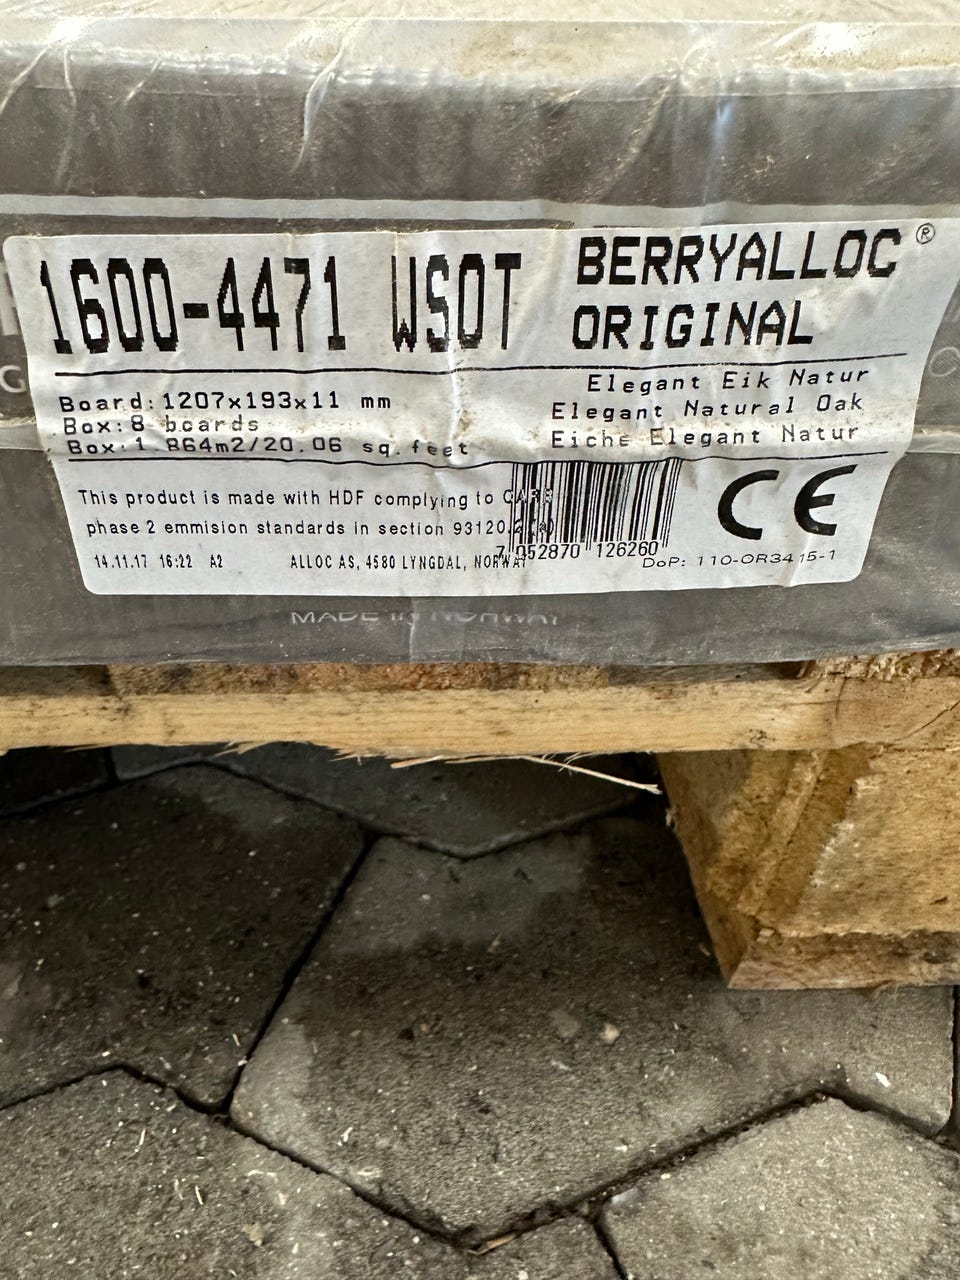 1600-4471 WSOT
BERRYALLOC®
ORIGINAL
Board:1207x193x11 mm
Box:8 boards
Box:1.864m2/20.06 sq.feet
Elegant Eik Natur
Elegant Natural Oak
Eiche Elegant Natur
This product is made with HDF complying to CARB
phase 2 emmision standards in section 93120.2(a)
14.11.17 16:22 A2
ALLOC AS, 4580 LYNGDAL, NORWAY
7 052870 126260
CE
DoP: 110-OR3415-1
MADE IN NORWAY